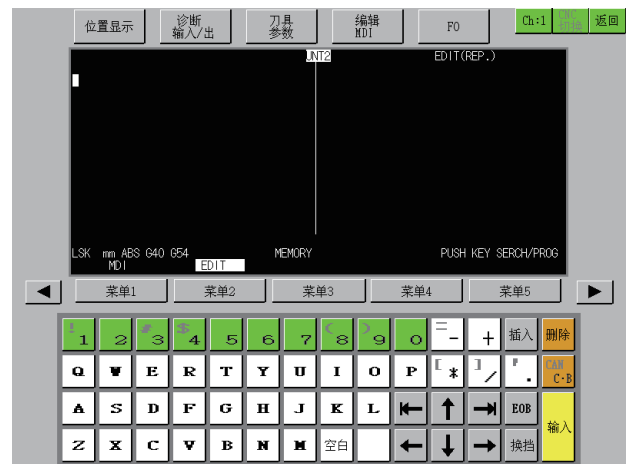 位置显示 诊断 输入/出 刀具 参数 编辑 MDI F0 Ch:1 CNC 切换 返回
UNT2 EDIT(REP.)
LSK mm ABS G40 G54 MEMORY PUSH KEY SERCH/PROG
MDI EDIT
菜单1 菜单2 菜单3 菜单4 菜单5
! 1 2 # 3 $ 4 5 6 7 ( 8 ) 9 0 = - + 插入 删除
Q W E R T Y U I O P [ * ] / " . CAN C·B
A S D F G H J K L EOB 输入
Z X C V B N M 空白 换挡